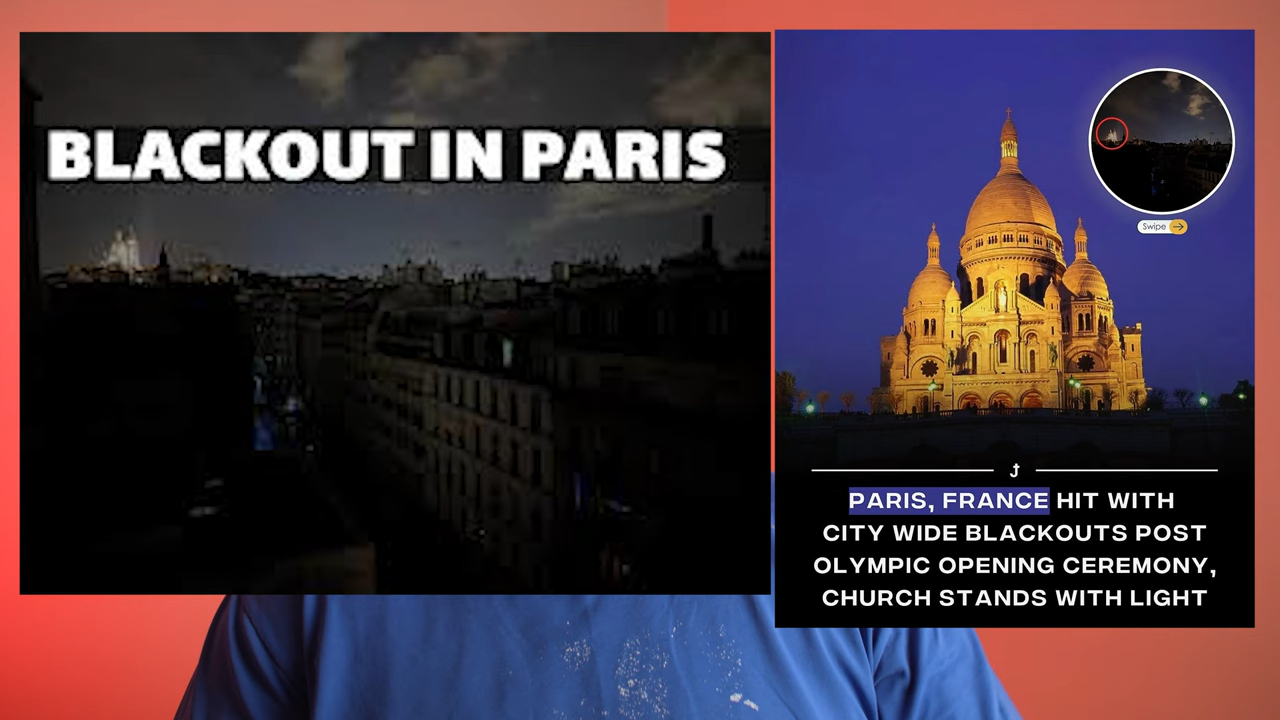 BLACKOUT IN PARIS
Swipe
PARIS, FRANCE HIT WITH
CITY WIDE BLACKOUTS POST
OLYMPIC OPENING CEREMONY,
CHURCH STANDS WITH LIGHT